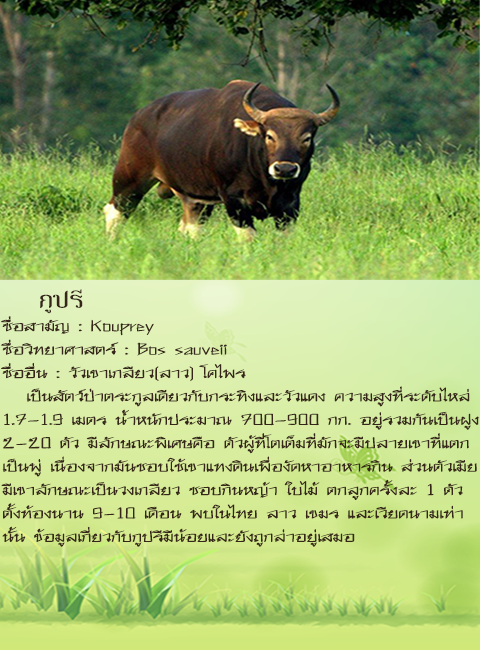 กูปรี
ชื่อสามัญ : Kouprey
ชื่อวิทยาศาสตร์ : Bos sauveii
ชื่ออื่น : วัวเขาเกลียว(ลาว) โคไพร
เป็นสัตว์ป่าตระกูลเดียวกับกระทิงและวัวแดง ความสูงที่ระดับไหล่
1.7-1.9 เมตร น้ำหนักประมาณ 700-900 กก. อยู่รวมกันเป็นฝูง
2-20 ตัว มีลักษณะพิเศษคือ ตัวผู้ที่โตเต็มที่มักจะมีปลายเขาที่แตก
เป็นพู่ เนื่องจากมันชอบใช้เขาแทงดินเพื่องัดหาอาหารกิน ส่วนตัวเมีย
มีเขาลักษณะเป็นวงเกลียว ชอบกินหญ้า ใบไม้ ตกลูกครั้งละ 1 ตัว
ตั้งท้องนาน 9-10 เดือน พบในไทย ลาว เขมร และเวียดนามเท่า
นั้น ข้อมูลเกี่ยวกับกูปรีมีน้อยและยังถูกล่าอยู่เสมอ